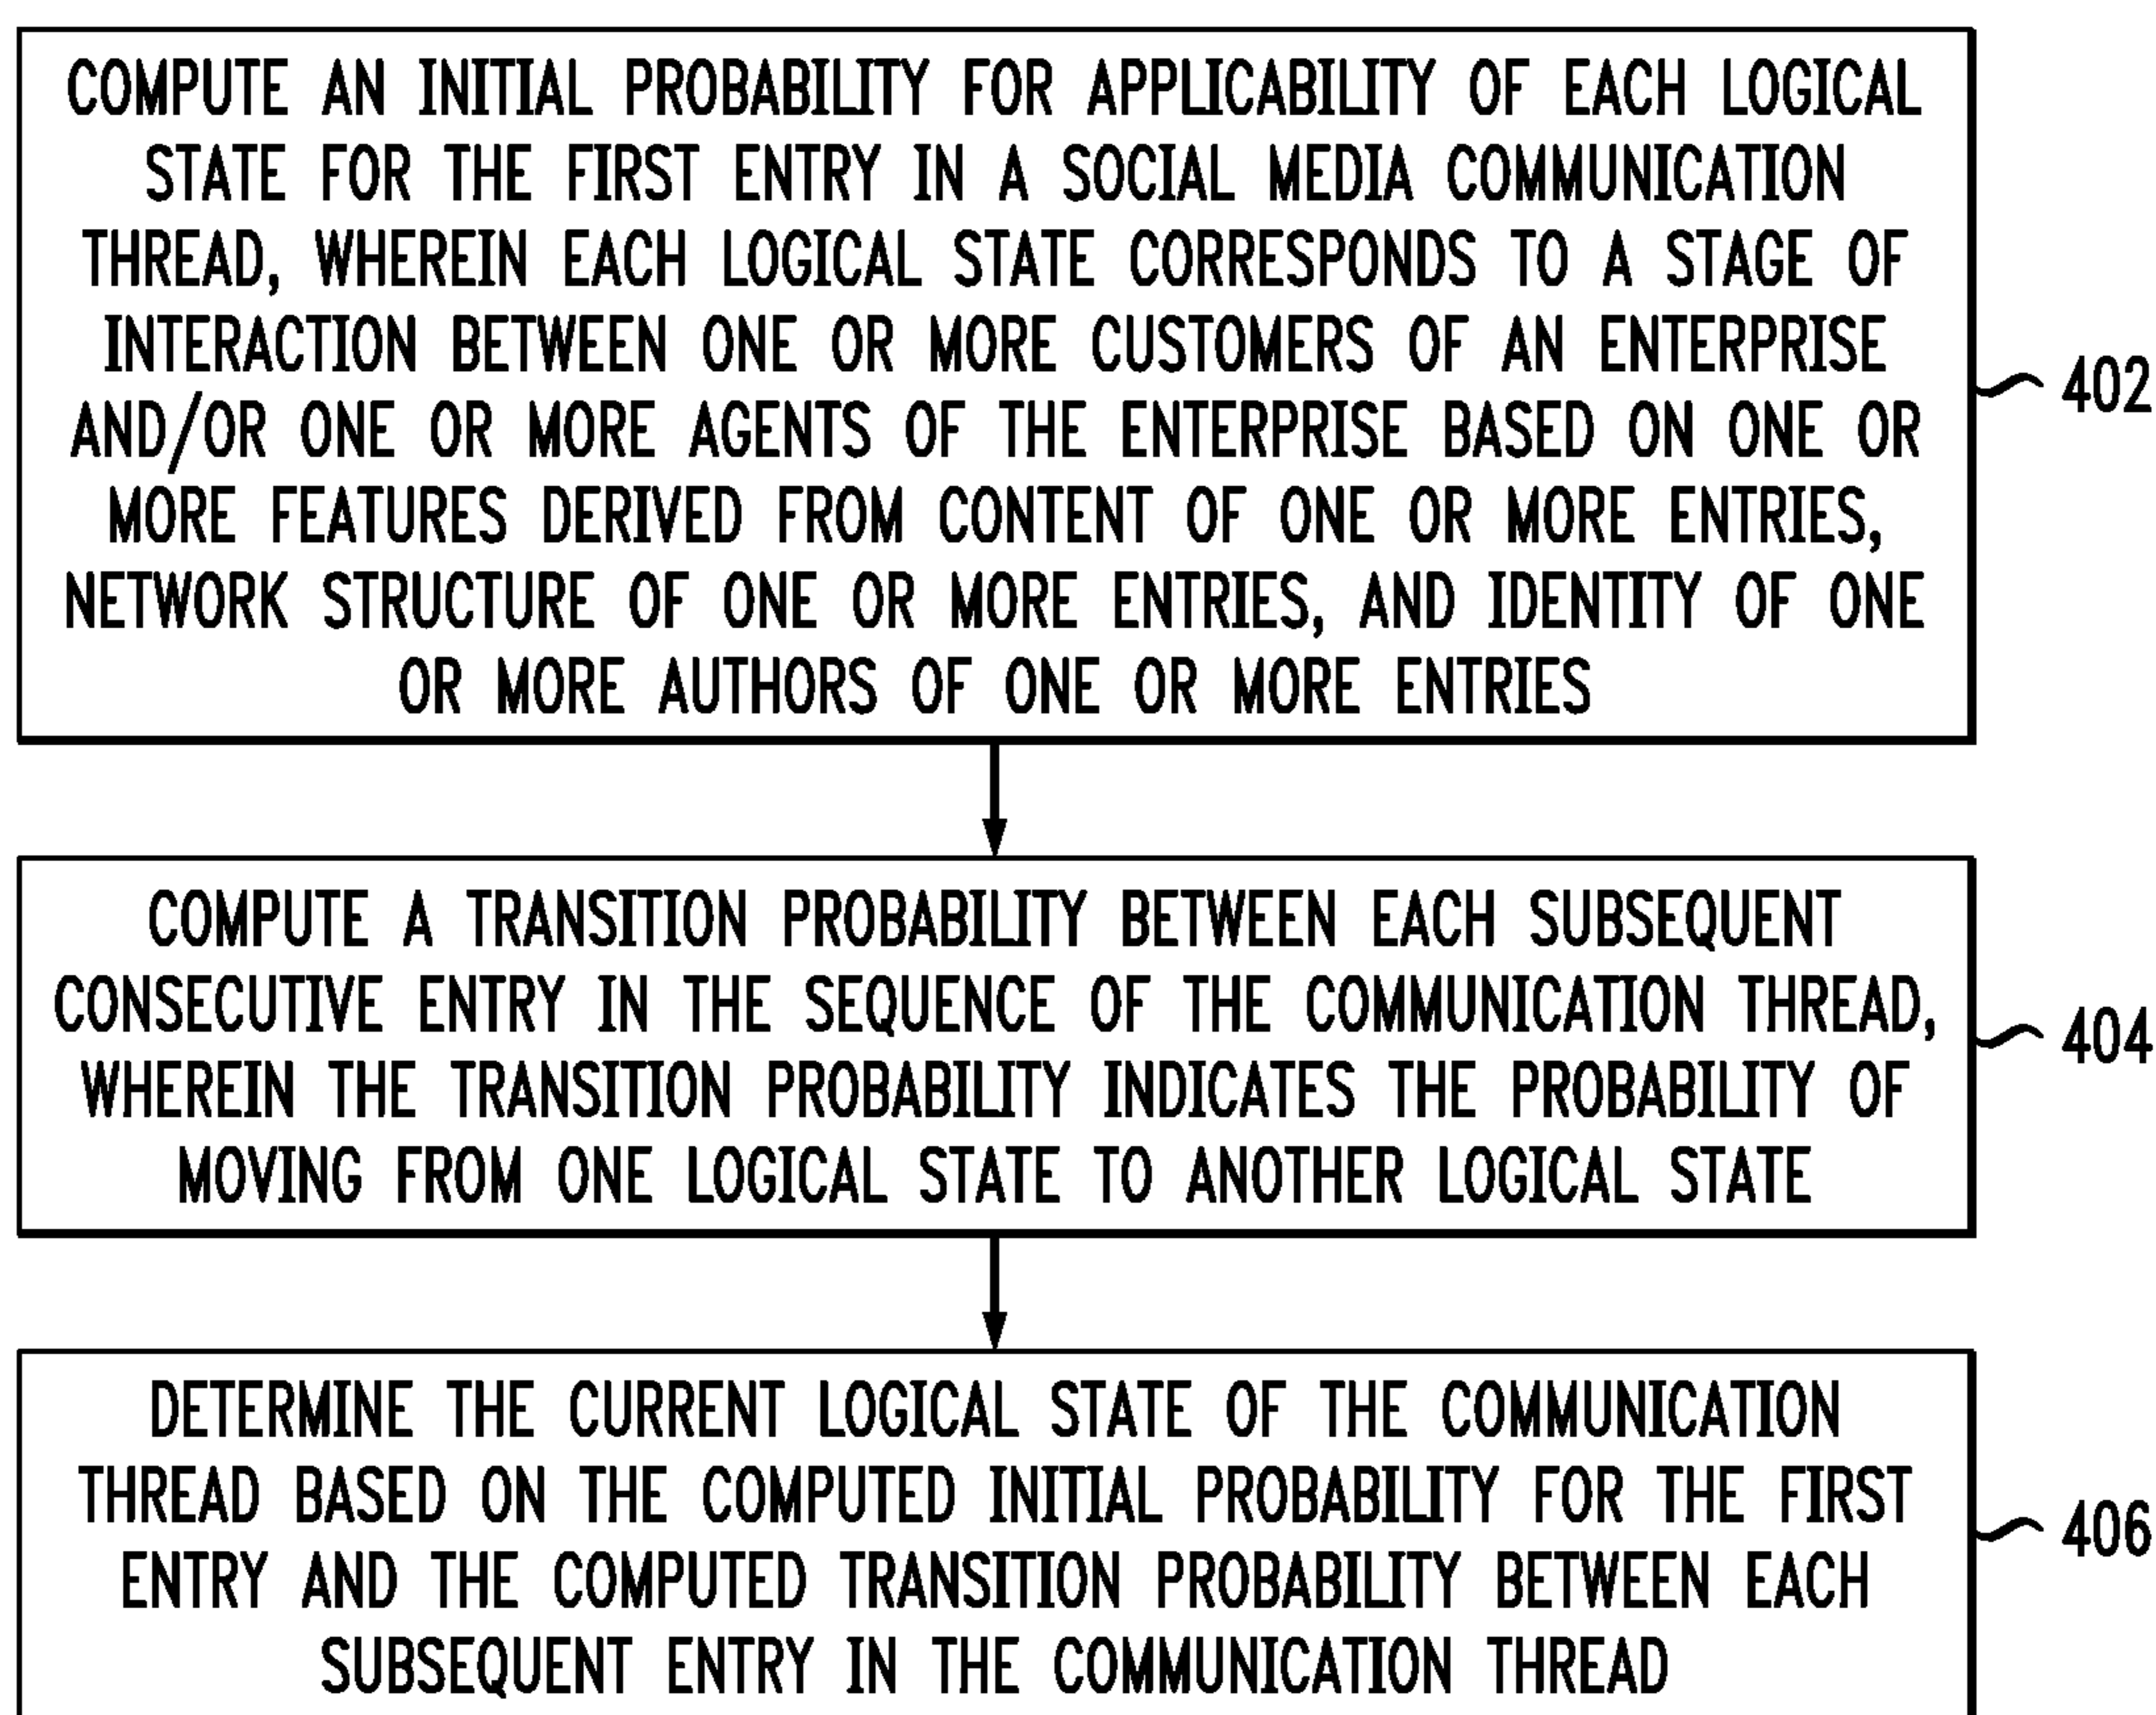 COMPUTE AN INITIAL PROBABILITY FOR APPLICABILITY OF EACH LOGICAL
STATE FOR THE FIRST ENTRY IN A SOCIAL MEDIA COMMUNICATION
THREAD, WHEREIN EACH LOGICAL STATE CORRESPONDS TO A STAGE OF
INTERACTION BETWEEN ONE OR MORE CUSTOMERS OF AN ENTERPRISE
AND/OR ONE OR MORE AGENTS OF THE ENTERPRISE BASED ON ONE OR
MORE FEATURES DERIVED FROM CONTENT OF ONE OR MORE ENTRIES,
NETWORK STRUCTURE OF ONE OR MORE ENTRIES, AND IDENTITY OF ONE
OR MORE AUTHORS OF ONE OR MORE ENTRIES
402
COMPUTE A TRANSITION PROBABILITY BETWEEN EACH SUBSEQUENT
CONSECUTIVE ENTRY IN THE SEQUENCE OF THE COMMUNICATION THREAD,
WHEREIN THE TRANSITION PROBABILITY INDICATES THE PROBABILITY OF
MOVING FROM ONE LOGICAL STATE TO ANOTHER LOGICAL STATE
404
DETERMINE THE CURRENT LOGICAL STATE OF THE COMMUNICATION
THREAD BASED ON THE COMPUTED INITIAL PROBABILITY FOR THE FIRST
ENTRY AND THE COMPUTED TRANSITION PROBABILITY BETWEEN EACH
SUBSEQUENT ENTRY IN THE COMMUNICATION THREAD
406